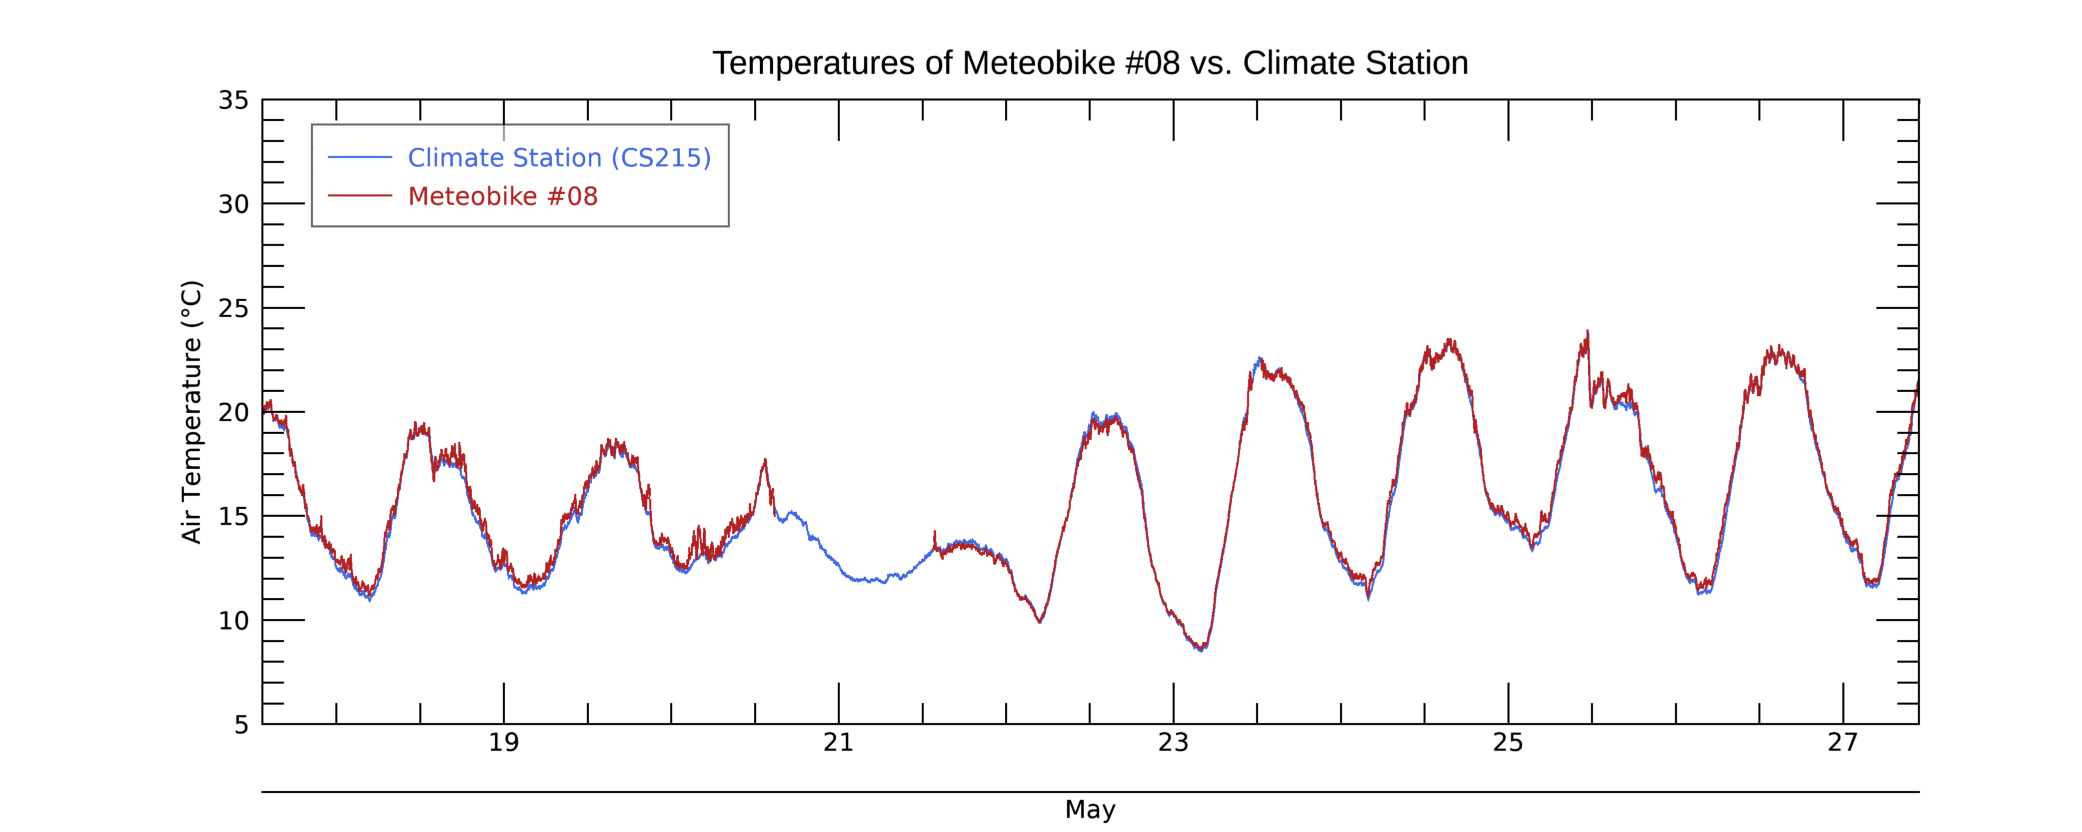 Temperatures of Meteobike #08 vs. Climate Station
35
30
25
20
15
10
5
Air Temperature (°C)
Climate Station (CS215)
Meteobike #08
19 21 23 25 27
May